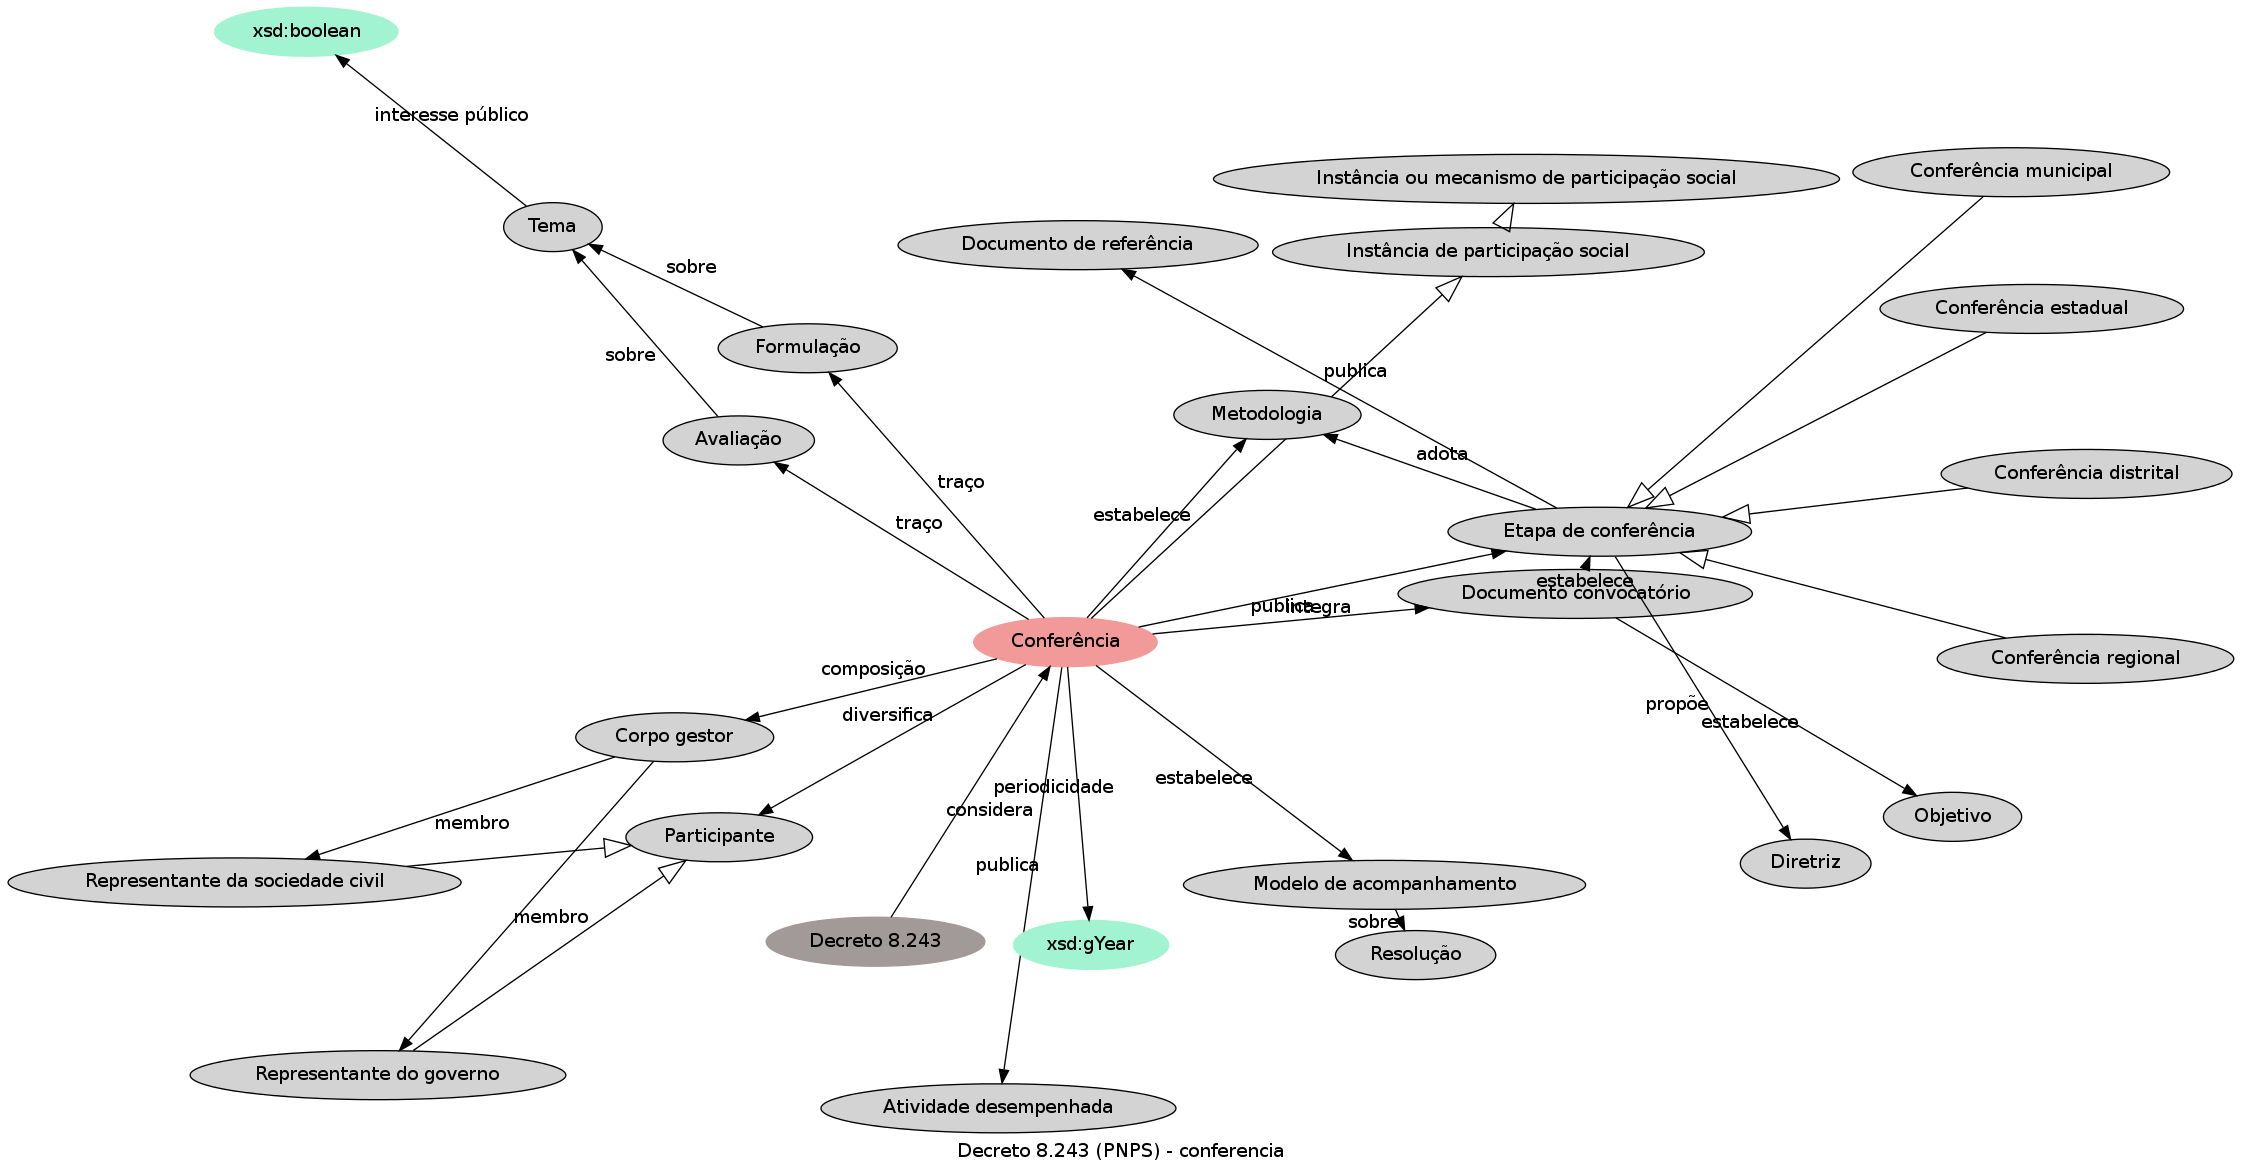 xsd:boolean
interesse público
Instância ou mecanismo de participação social
Conferência municipal
Tema
Documento de referência
Instância de participação social
sobre
Conferência estadual
Formulação
sobre
publica
Metodologia
Avaliação
adota
Conferência distrital
traço
estabelece
traço
Etapa de conferência
estabelece
Documento convocatório
publica
integra
Conferência
Conferência regional
composição
propõe
diversifica
estabelece
Corpo gestor
estabelece
periodicidade
considera
membro
Objetivo
Participante
Diretriz
publica
Representante da sociedade civil
Modelo de acompanhamento
membro
sobre
Decreto 8.243
xsd:gYear
Resolução
Representante do governo
Atividade desempenhada
Decreto 8.243 (PNPS) - conferencia